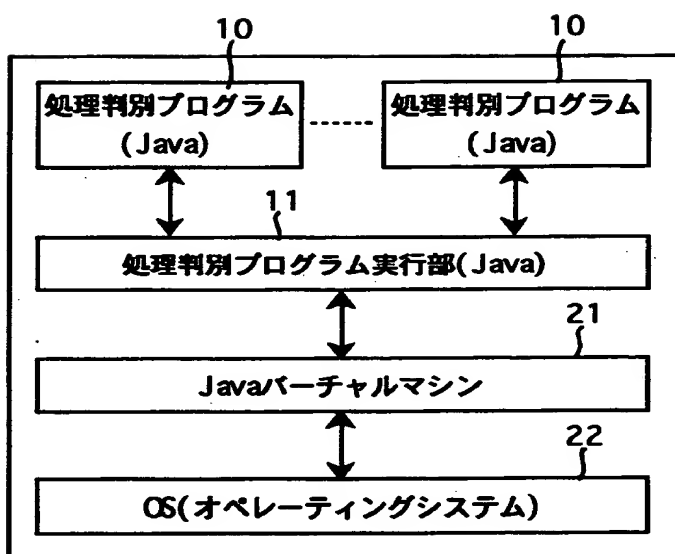 10
10
処理判別プログラム
(Java)
処理判別プログラム
(Java)
11
処理判別プログラム実行部(Java)
21
Javaバーチャルマシン
22
OS(オペレーティングシステム)